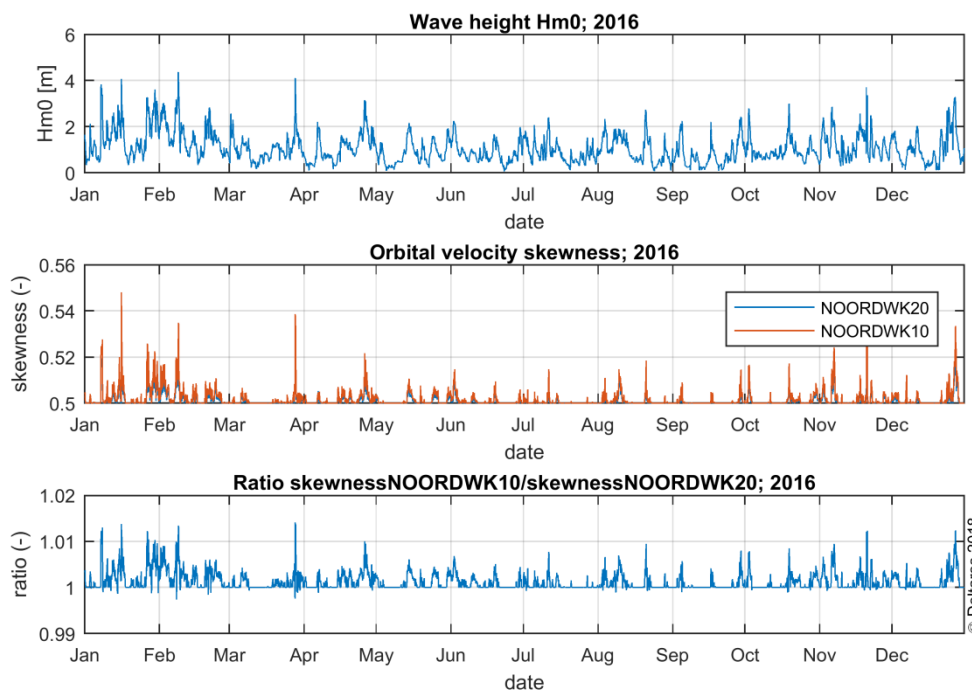 Wave height Hm0; 2016
Hm0 [m]
6
4
2
0
Jan Feb Mar Apr May Jun Jul Aug Sep Oct Nov Dec
date
Orbital velocity skewness; 2016
skewness (-)
0.56
0.54
0.52
0.5
NOORDWK20
NOORDWK10
Jan Feb Mar Apr May Jun Jul Aug Sep Oct Nov Dec
date
Ratio skewnessNOORDWK10/skewnessNOORDWK20; 2016
ratio (-)
1.02
1.01
1
0.99
Jan Feb Mar Apr May Jun Jul Aug Sep Oct Nov Dec
date
© Deltares 2018